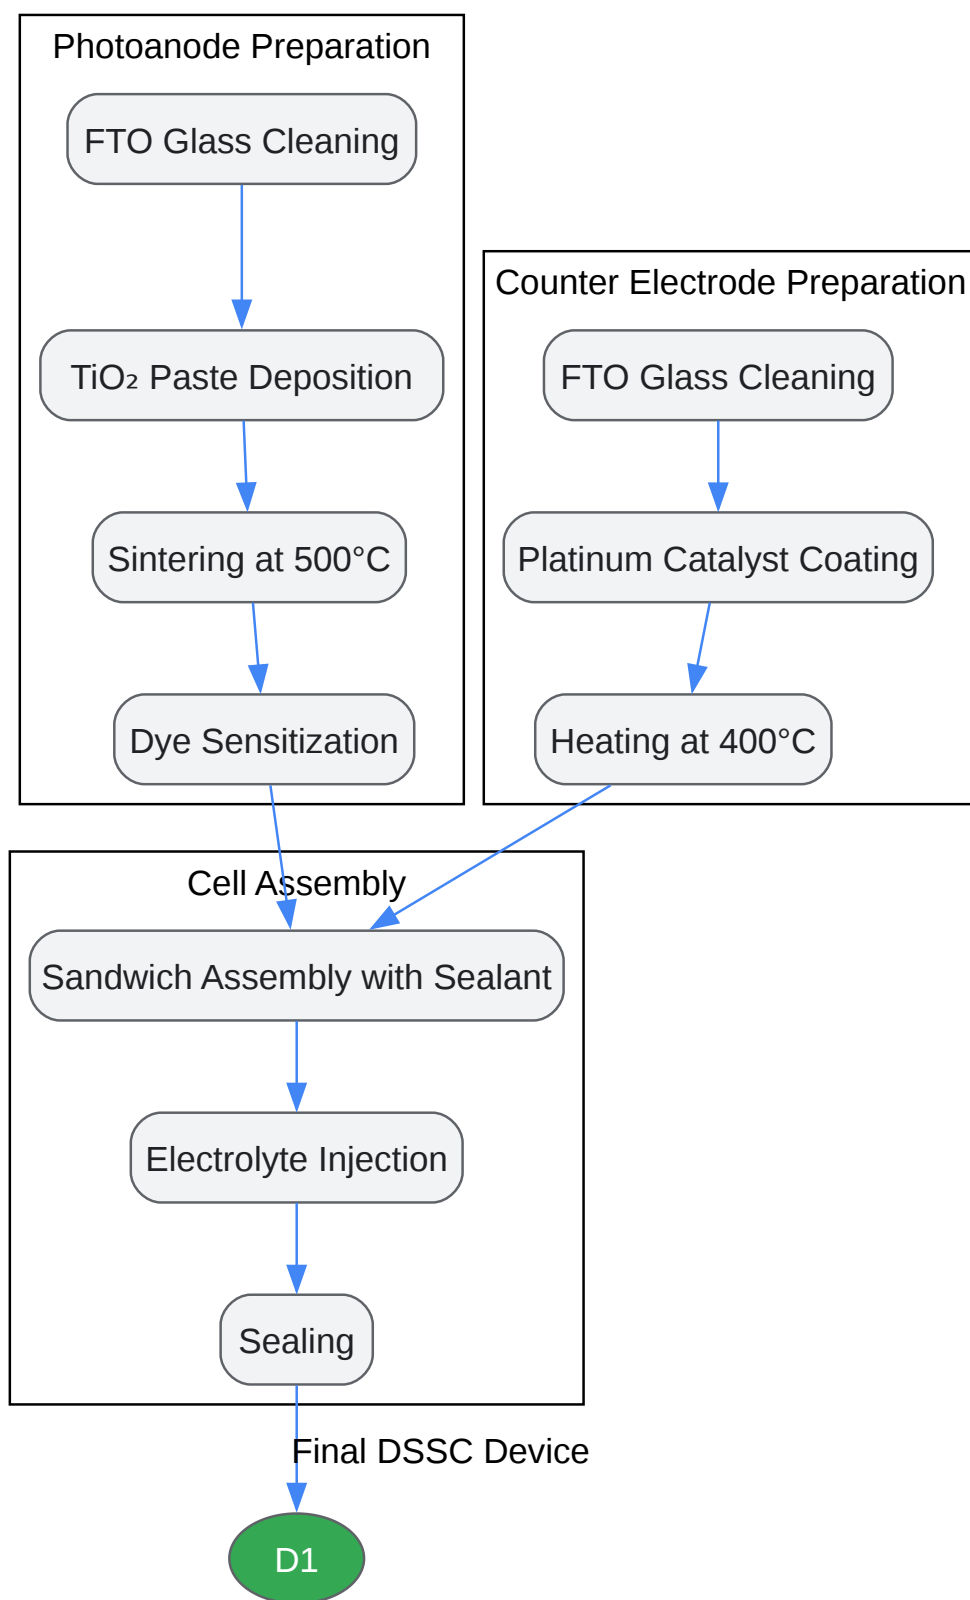 Photoanode Preparation
FTO Glass Cleaning
TiO₂ Paste Deposition
Sintering at 500°C
Dye Sensitization
Counter Electrode Preparation
FTO Glass Cleaning
Platinum Catalyst Coating
Heating at 400°C
Cell Assembly
Sandwich Assembly with Sealant
Electrolyte Injection
Sealing
Final DSSC Device
D1